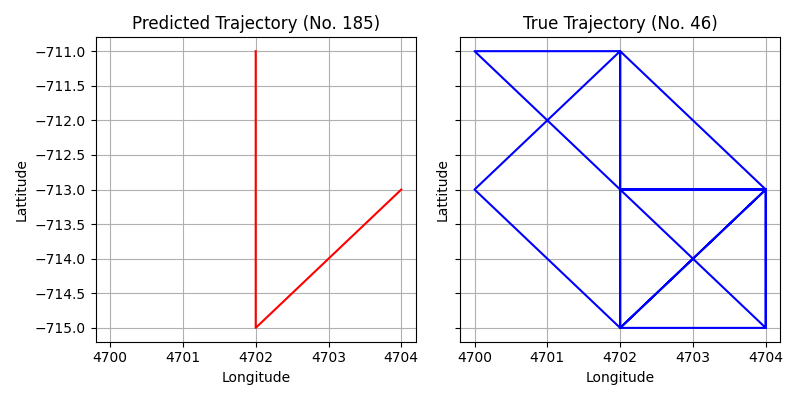 Predicted Trajectory (No. 185)
Lattitude
−711.0
−711.5
−712.0
−712.5
−713.0
−713.5
−714.0
−714.5
−715.0
4700 4701 4702 4703 4704
Longitude
True Trajectory (No. 46)
Lattitude
4700 4701 4702 4703 4704
Longitude